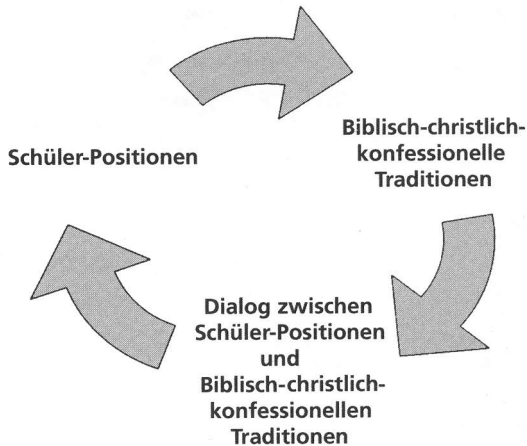 Schüler-Positionen
Biblisch-christlich-
konfessionelle
Traditionen
Dialog zwischen
Schüler-Positionen
und
Biblisch-christlich-
konfessionellen
Traditionen